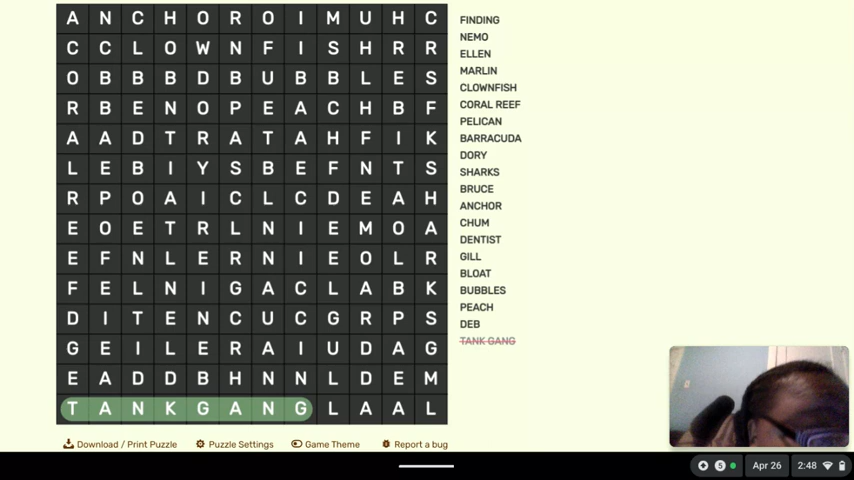 A N C H O R O I M U H C
C C L O W N F I S H R R
O B B B D B U B B L E S
R B E N O P E A C H B F
A A D T R A T A H F I K
L E B I Y S B E F N T S
R P O A I C L C D E A H
E O E T R L N I E M O A
E F N L E R N I E O L R
F E L N I G A C L A B K
D I T E N C U C G R P S
G E I L E R A I U D A G
E A D D B H N N L D E M
T A N K G A N G L A A L
FINDING
NEMO
ELLEN
MARLIN
CLOWNFISH
CORAL REEF
PELICAN
BARRACUDA
DORY
SHARKS
BRUCE
ANCHOR
CHUM
DENTIST
GILL
BLOAT
BUBBLES
PEACH
DEB
TANK GANG
Download / Print Puzzle Puzzle Settings Game Theme Report a bug
5 Apr 26 2:48